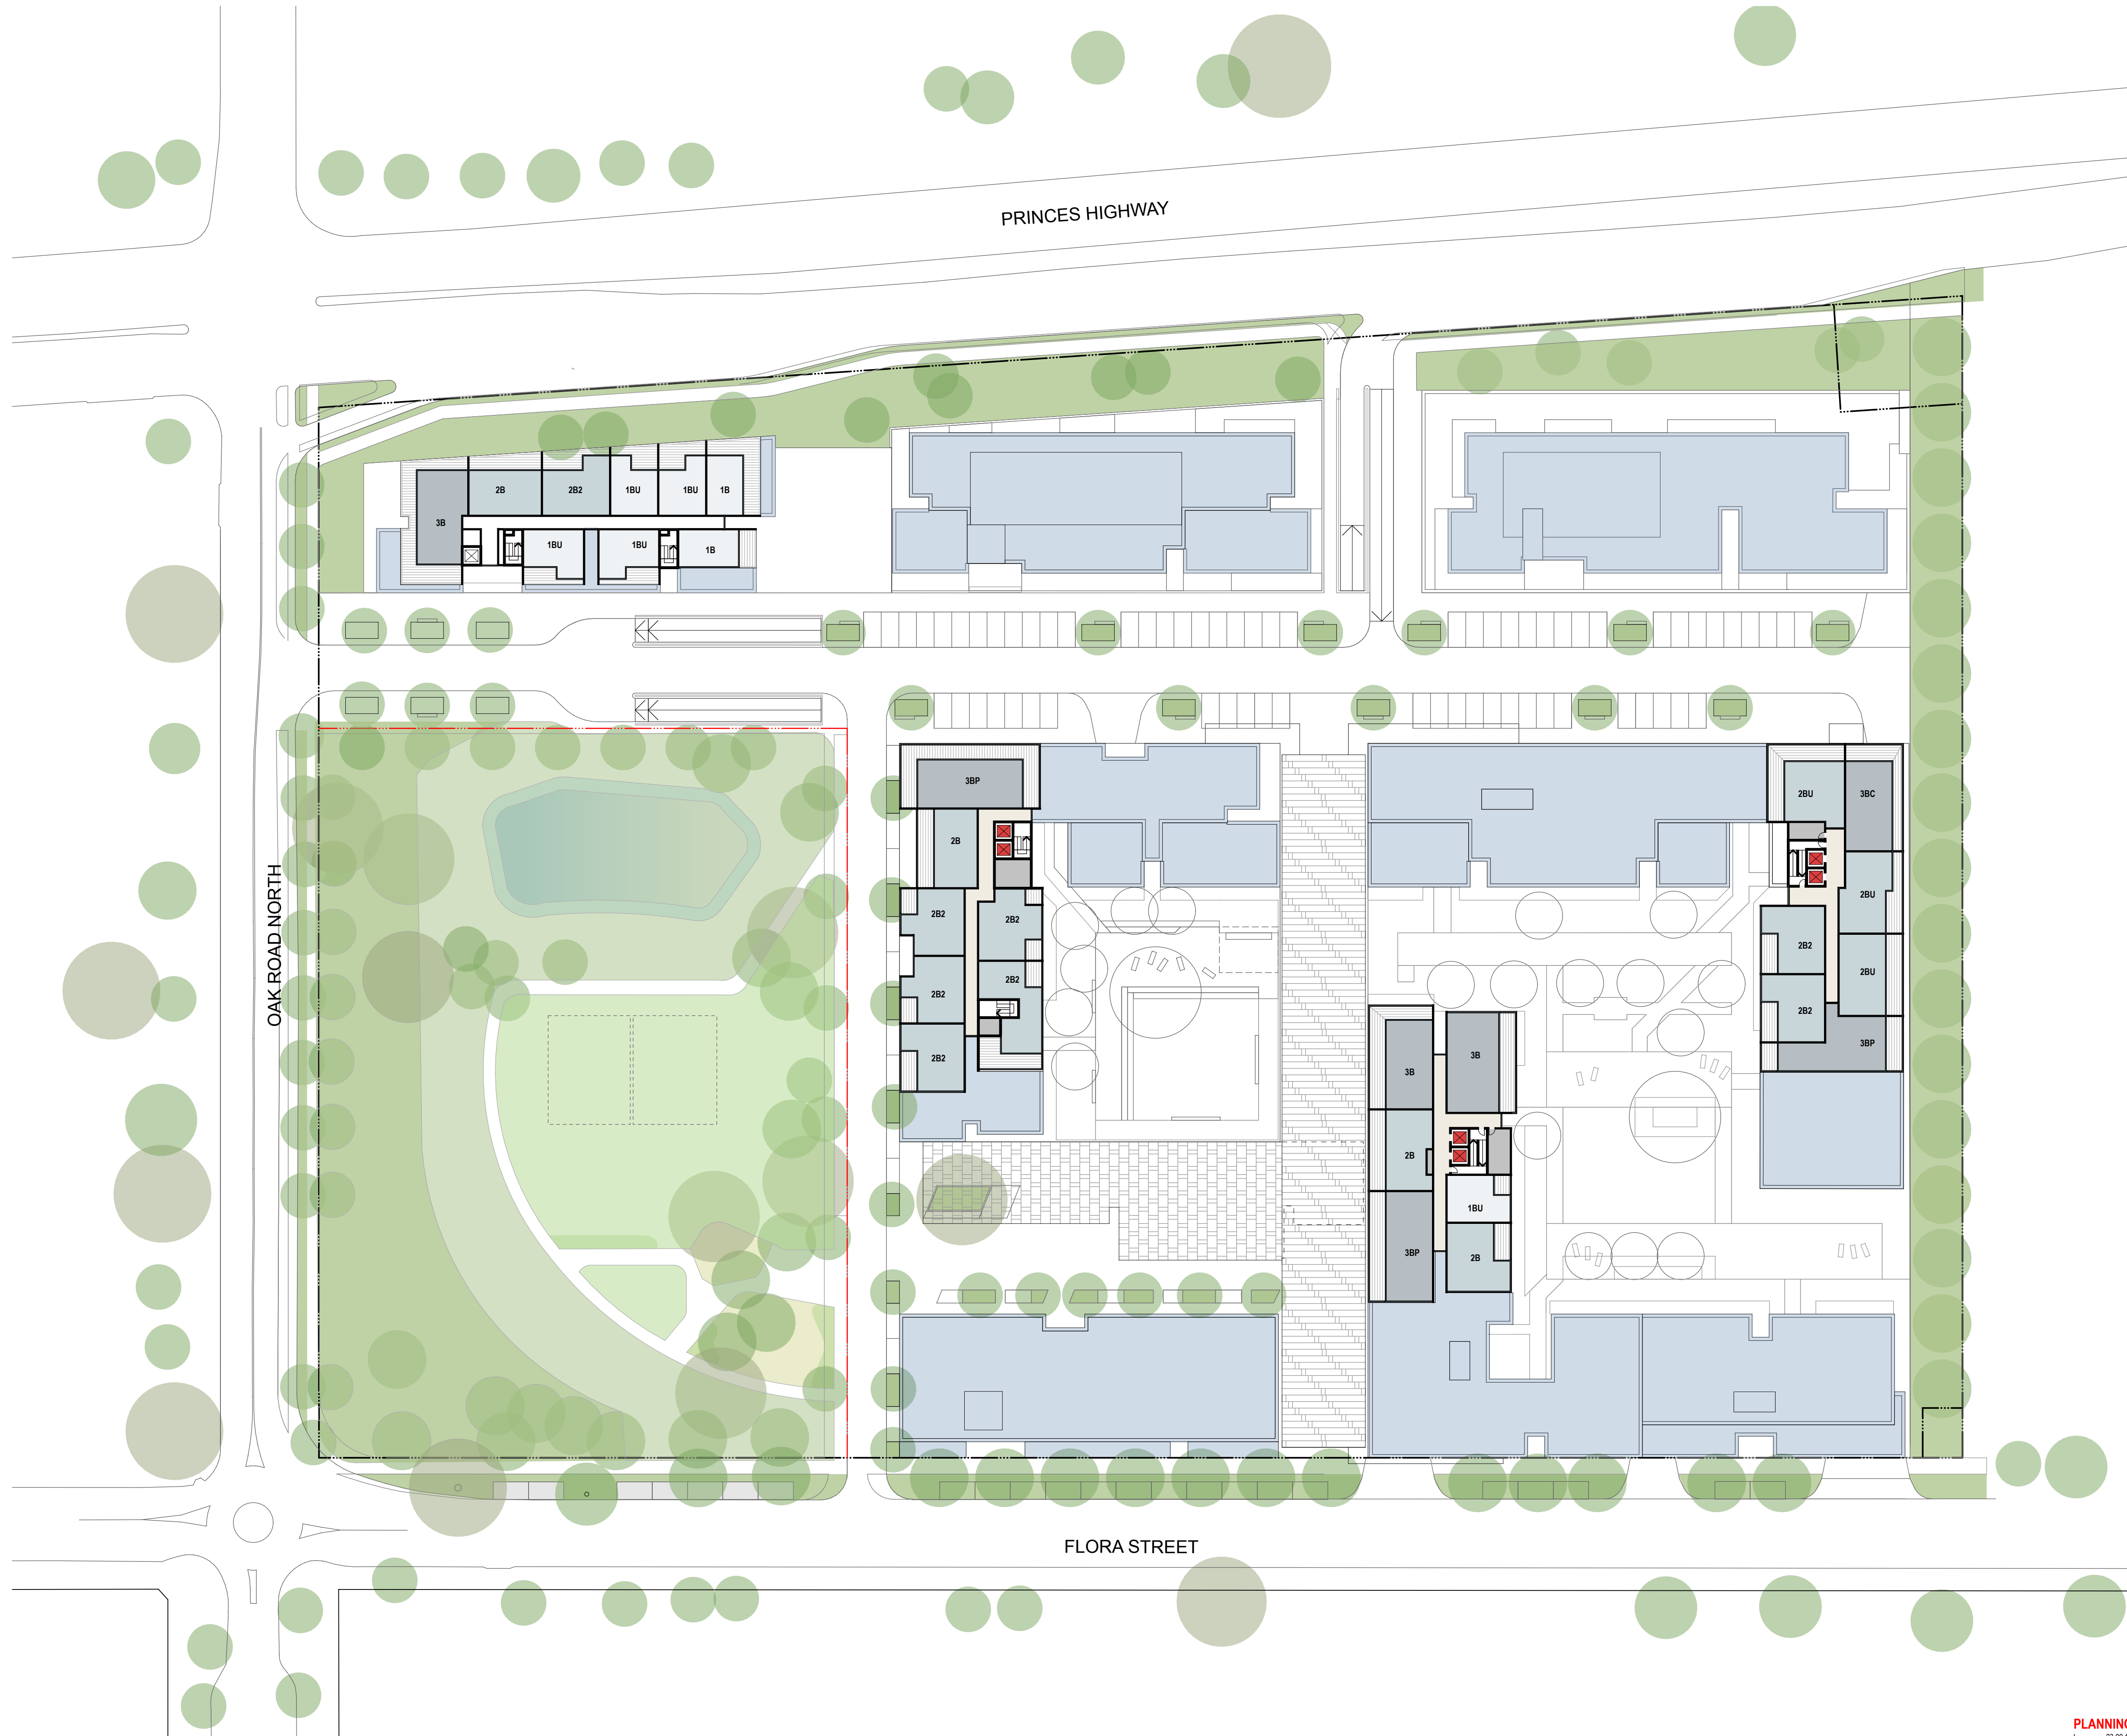 PRINCES HIGHWAY
2B
2B2
1BU
1BU
1B
3B
1BU
1BU
1B
3BP
2B
2B2
2B2
2B2
2B2
2B2
2BU
3BC
2BU
2B2
2BU
2B2
3BP
3B
3B
2B
1BU
3BP
2B
OAK ROAD NORTH
FLORA STREET
PLANNING